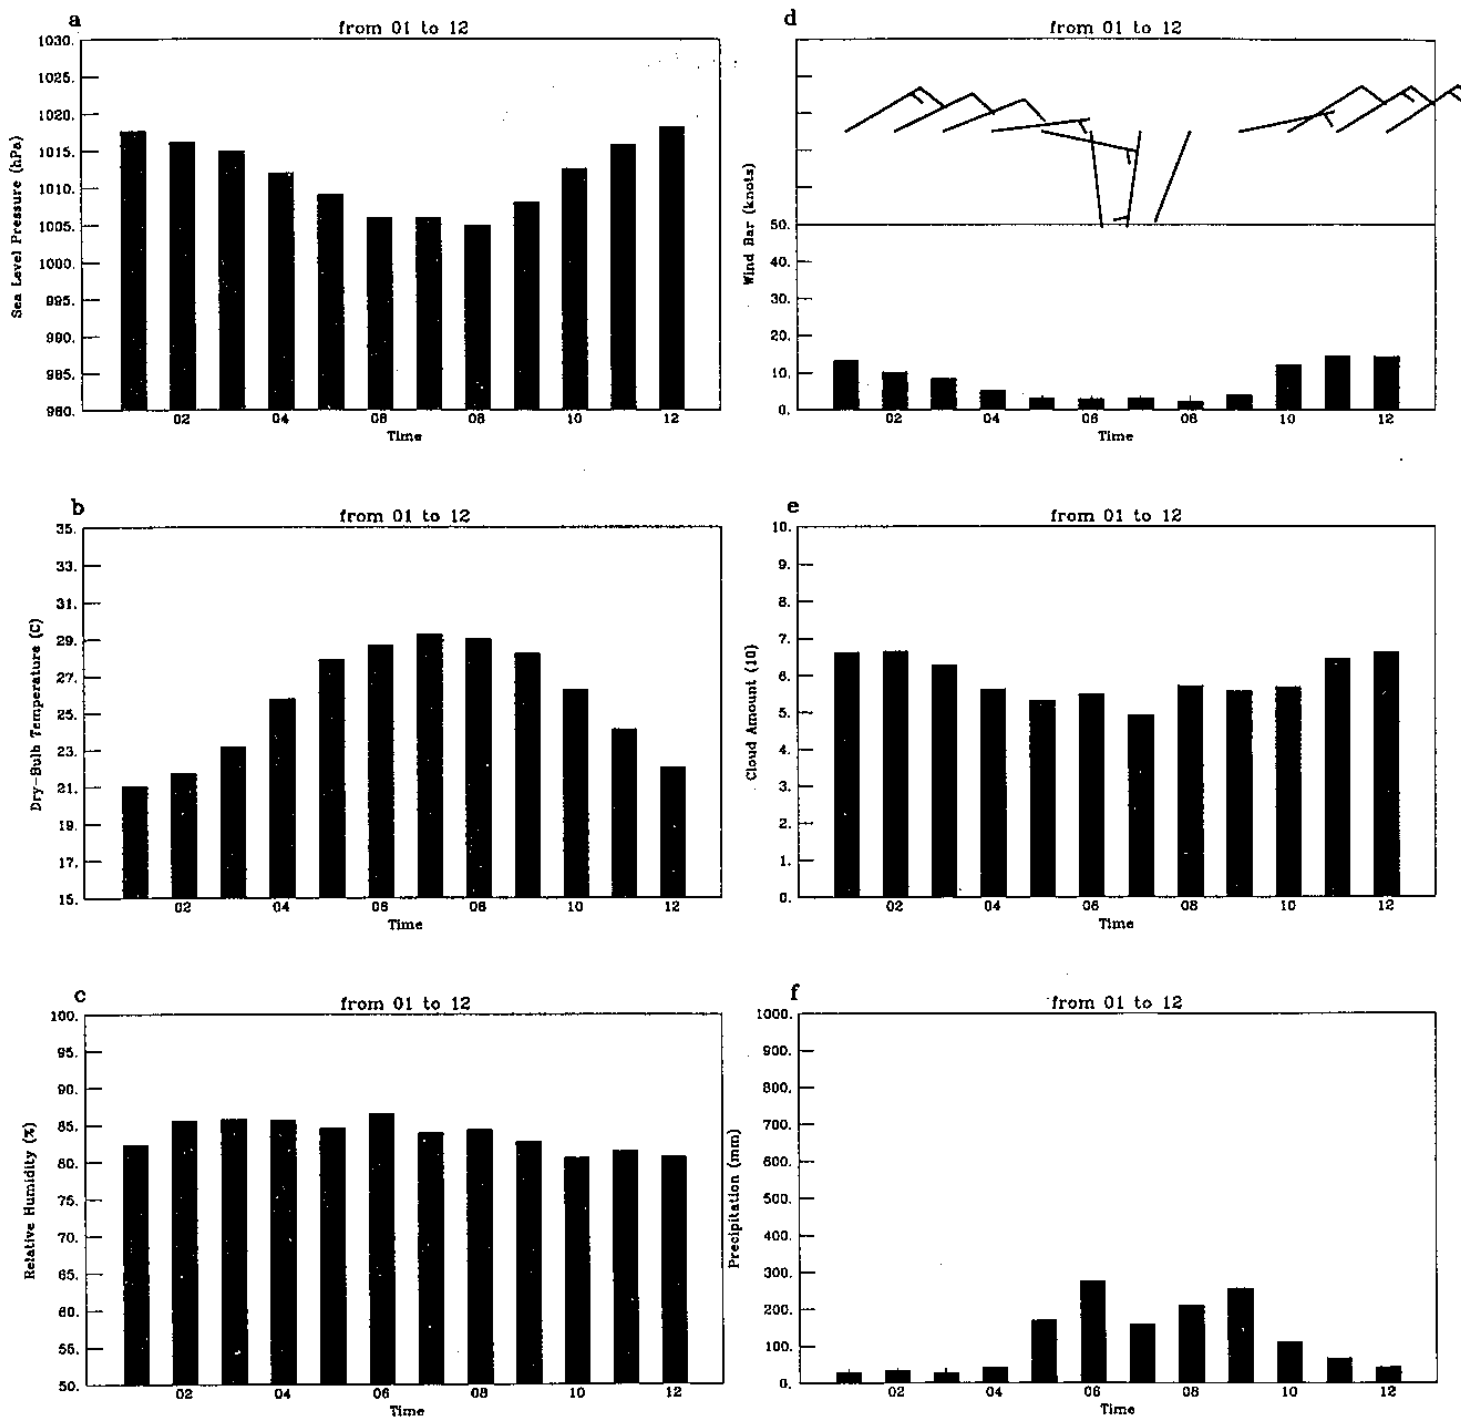 a
from 01 to 12
1030.
1025.
1020.
1015.
1010.
1005.
1000.
995.
990.
985.
980.
Sea Level Pressure (hPa)
02 04 06 08 10 12
Time
d
from 01 to 12
50.
40.
30.
20.
10.
0.
Wind Bar (knots)
02 04 06 08 10 12
Time
b
from 01 to 12
35.
33.
31.
29.
27.
25.
23.
21.
19.
17.
15.
Dry-Bulb Temperature (C)
02 04 06 08 10 12
Time
e
from 01 to 12
10.
9.
8.
7.
6.
5.
4.
3.
2.
1.
0.
Cloud Amount (10)
02 04 06 08 10 12
Time
c
from 01 to 12
100.
95.
90.
85.
80.
75.
70.
65.
60.
55.
50.
Relative Humidity (%)
02 04 06 08 10 12
Time
f
from 01 to 12
1000.
900.
800.
700.
600.
500.
400.
300.
200.
100.
0.
Precipitation (mm)
02 04 06 08 10 12
Time